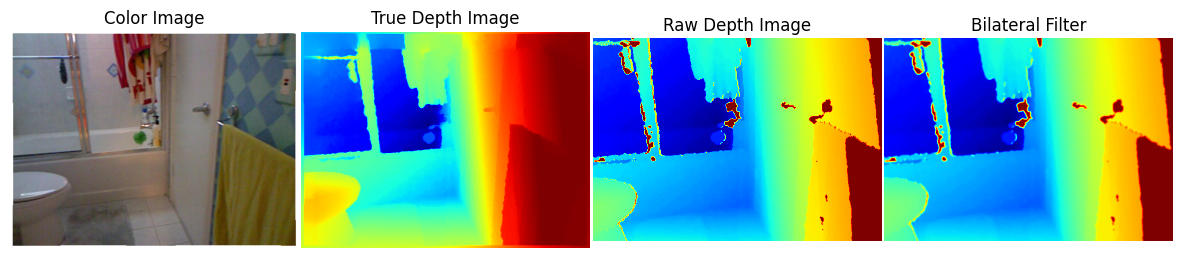 Color Image
True Depth Image
Raw Depth Image
Bilateral Filter